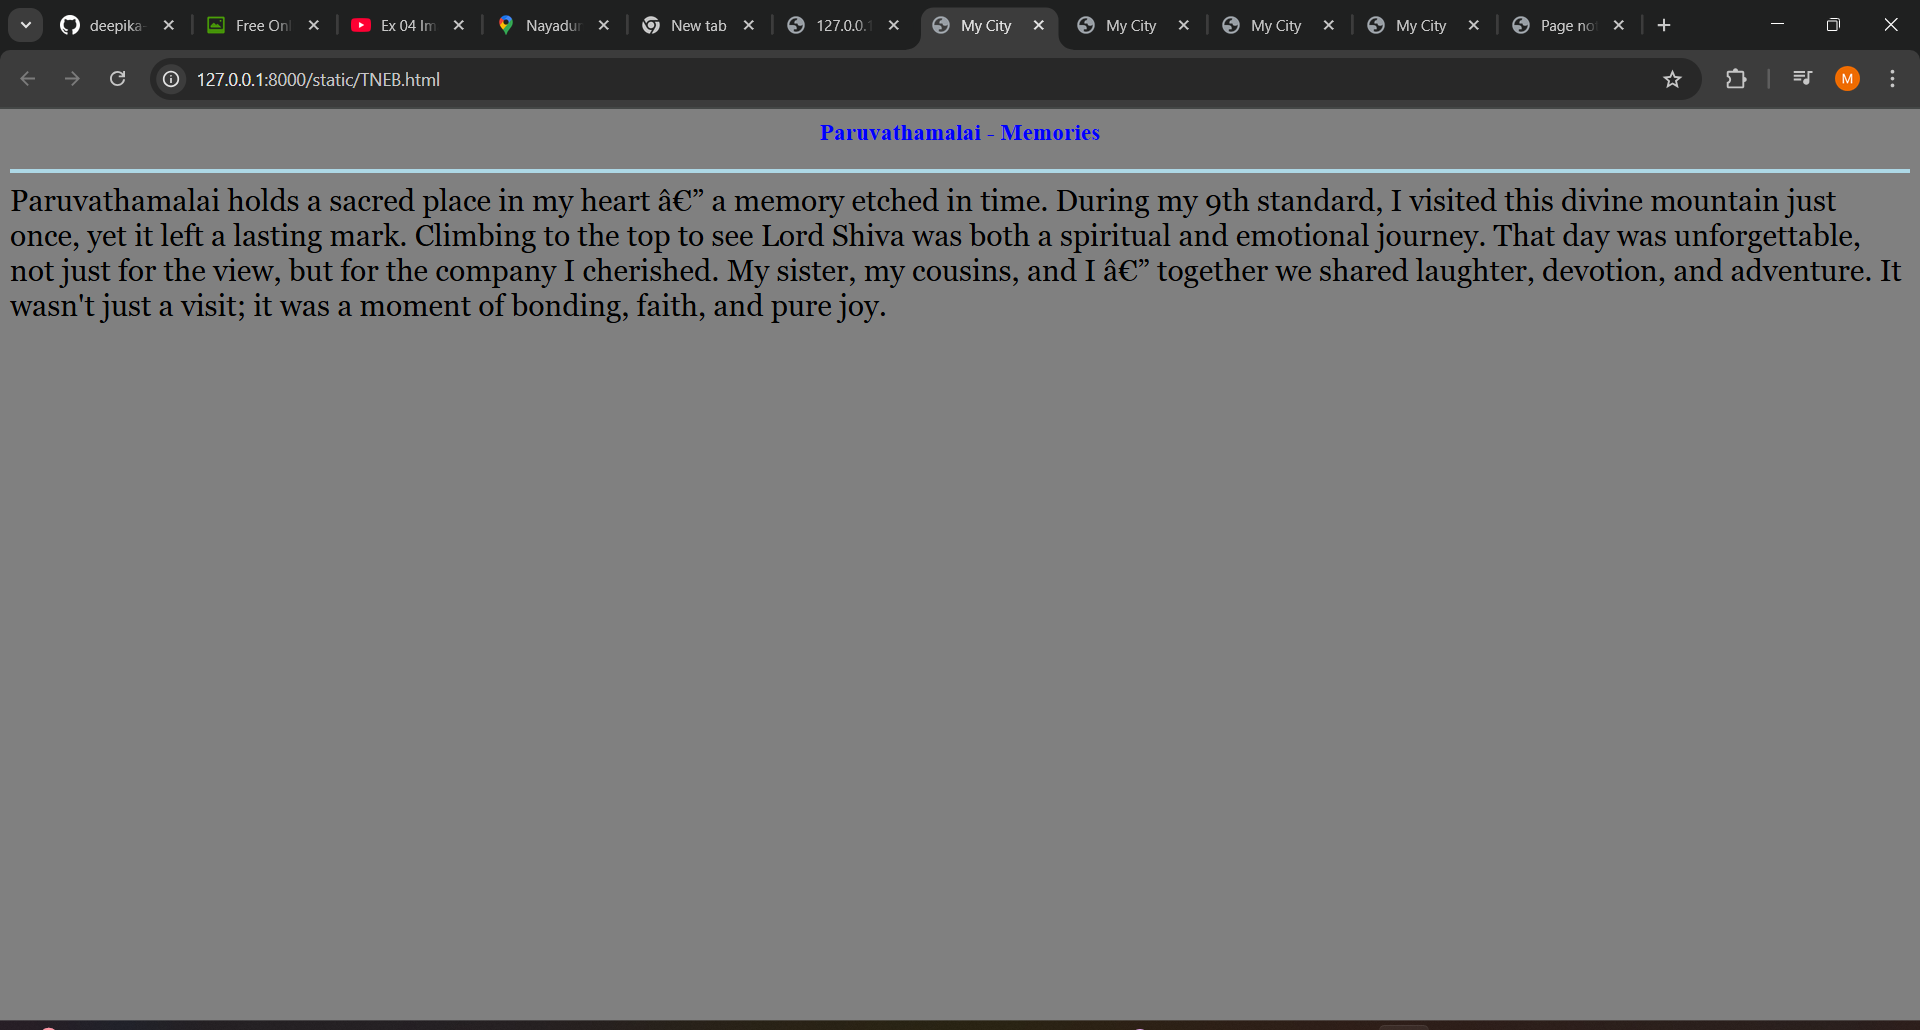 deepika-
Free Onl
Ex 04 Im
Nayadur
New tab
127.0.0.1
My City
My City
My City
My City
Page not
127.0.0.1:8000/static/TNEB.html
M
Paruvathamalai - Memories
Paruvathamalai holds a sacred place in my heart â€” a memory etched in time. During my 9th standard, I visited this divine mountain just
once, yet it left a lasting mark. Climbing to the top to see Lord Shiva was both a spiritual and emotional journey. That day was unforgettable,
not just for the view, but for the company I cherished. My sister, my cousins, and I â€” together we shared laughter, devotion, and adventure. It
wasn't just a visit; it was a moment of bonding, faith, and pure joy.